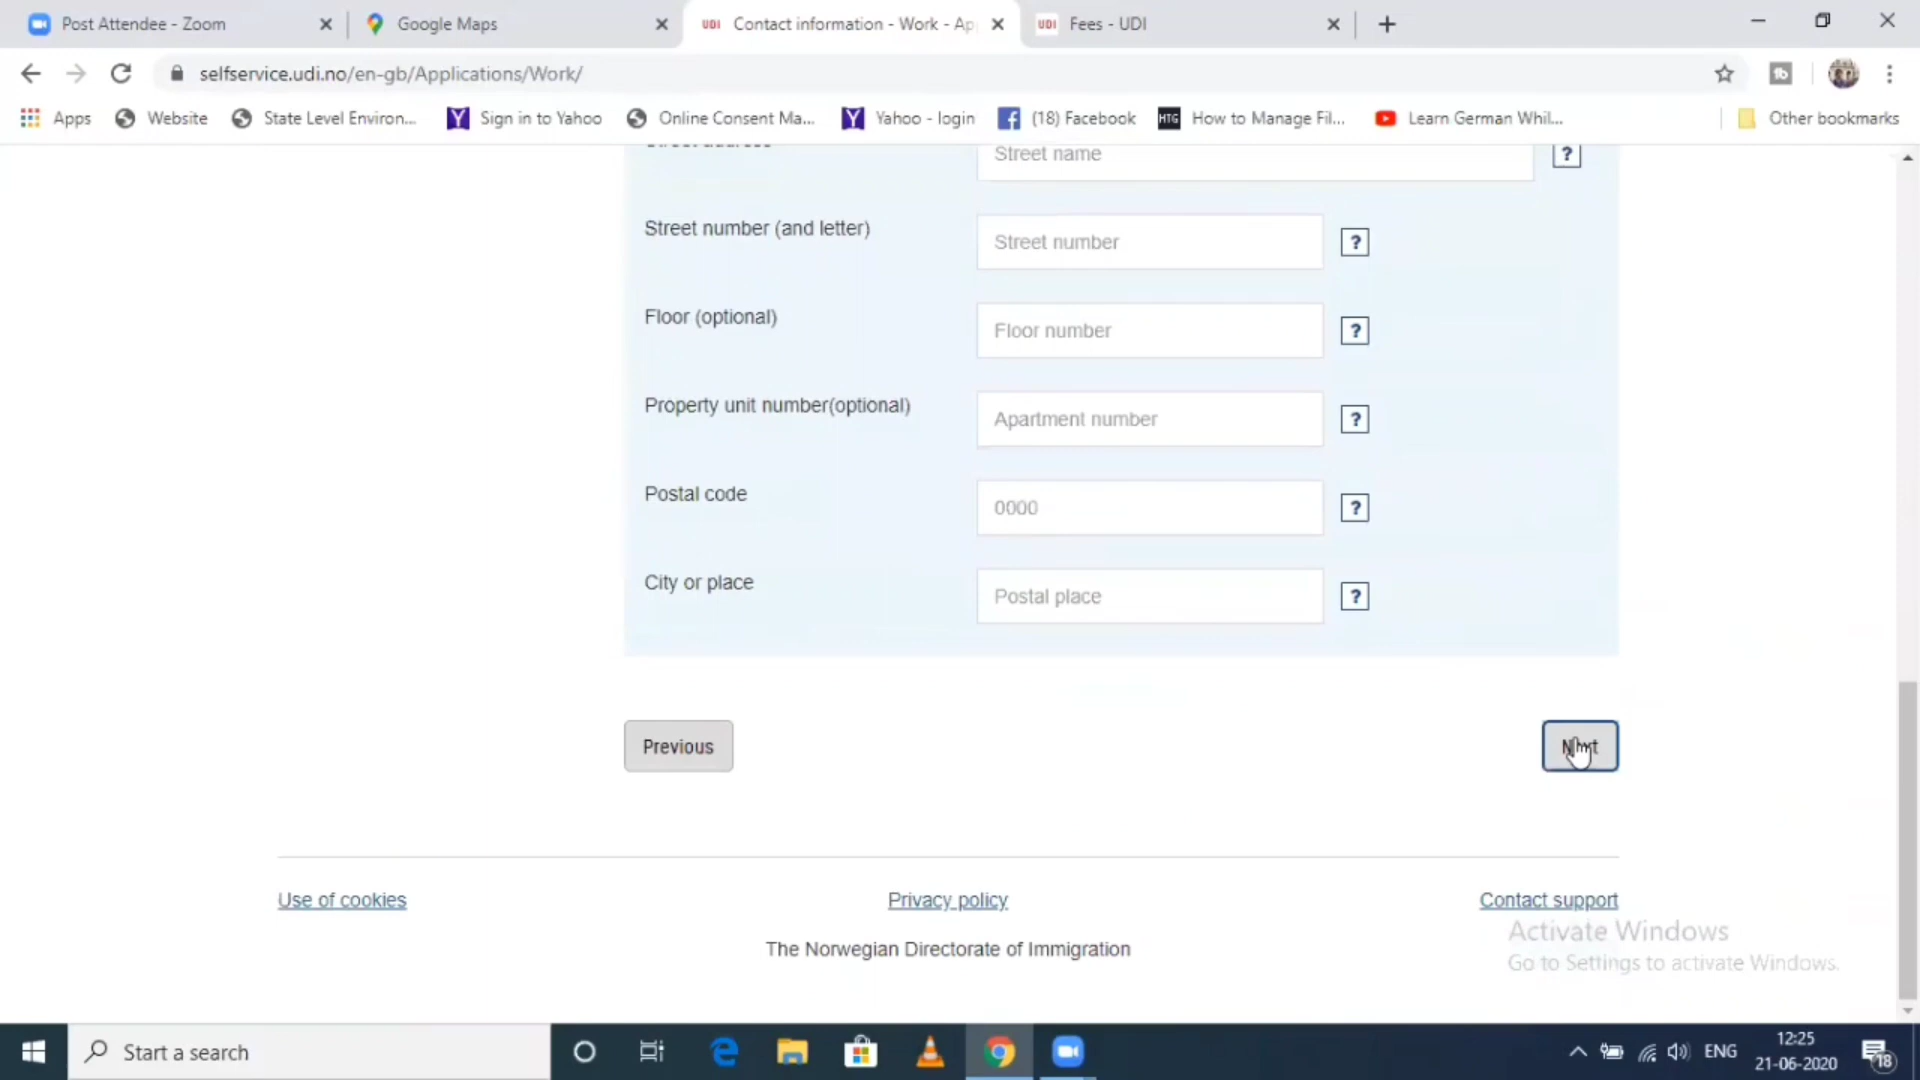 Post Attendee - Zoom
Google Maps
UDI Contact information - Work - Ap
UDI Fees - UDI
selfservice.udi.no/en-gb/Applications/Work/
Apps
Website
State Level Environ...
Sign in to Yahoo
Online Consent Ma...
Yahoo - login
(18) Facebook
HTG How to Manage Fil...
Learn German Whil...
Other bookmarks
Street name
?
Street number (and letter)
Street number
?
Floor (optional)
Floor number
?
Property unit number(optional)
Apartment number
?
Postal code
0000
?
City or place
Postal place
?
Previous
Use of cookies
Privacy policy
Contact support
The Norwegian Directorate of Immigration
Activate Windows
Go to Settings to activate Windows.
Start a search
ENG
12:25
21-06-2020
18